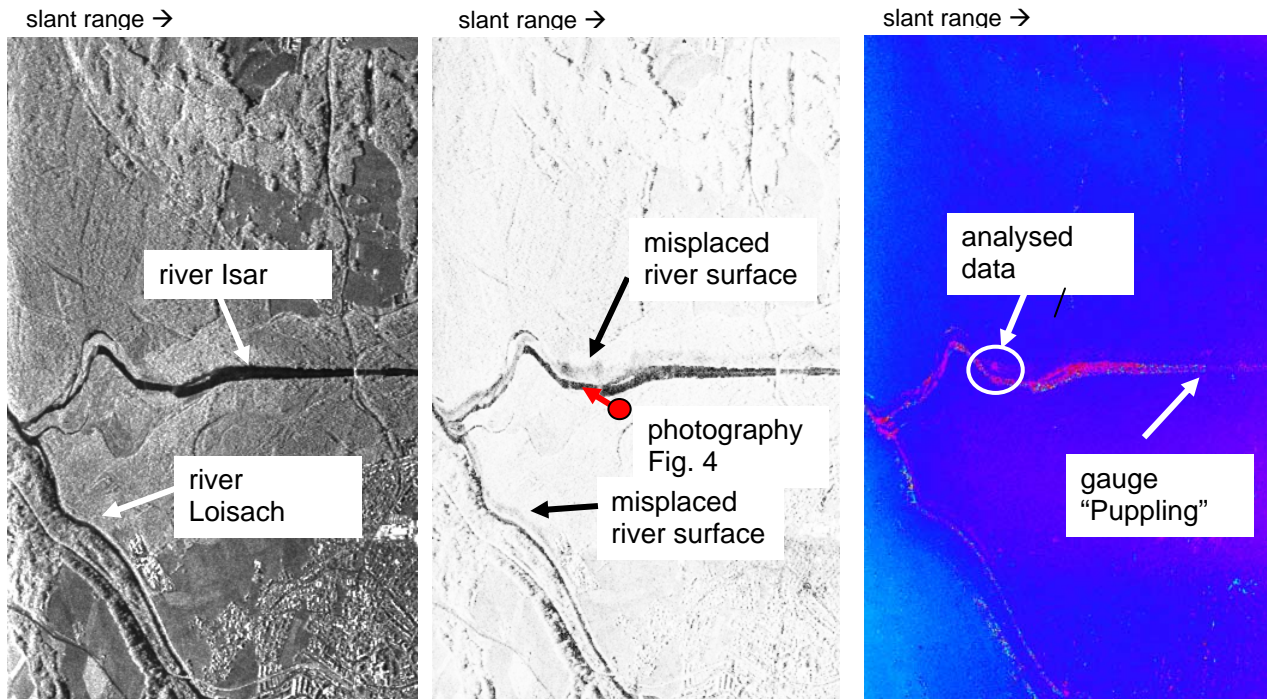 slant range →
river Isar
river
Loisach
slant range →
misplaced
river surface
photography
Fig. 4
misplaced
river surface
slant range →
analysed
data
gauge
“Puppling”